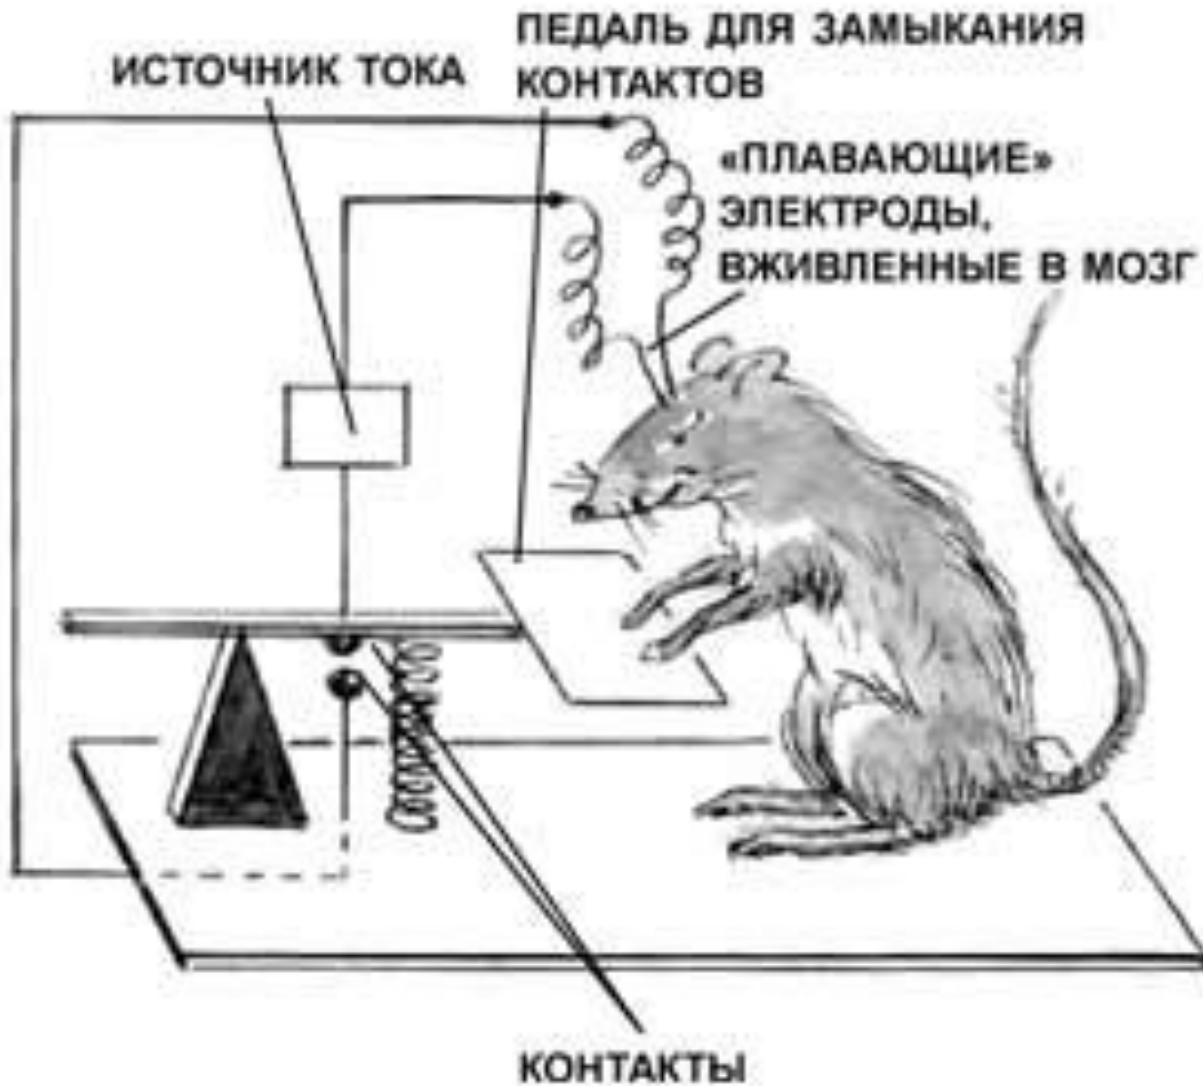 ПЕДАЛЬ ДЛЯ ЗАМЫКАНИЯ
КОНТАКТОВ
ИСТОЧНИК ТОКА
«ПЛАВАЮЩИЕ»
ЭЛЕКТРОДЫ,
ВЖИВЛЕННЫЕ В МОЗГ
КОНТАКТЫ